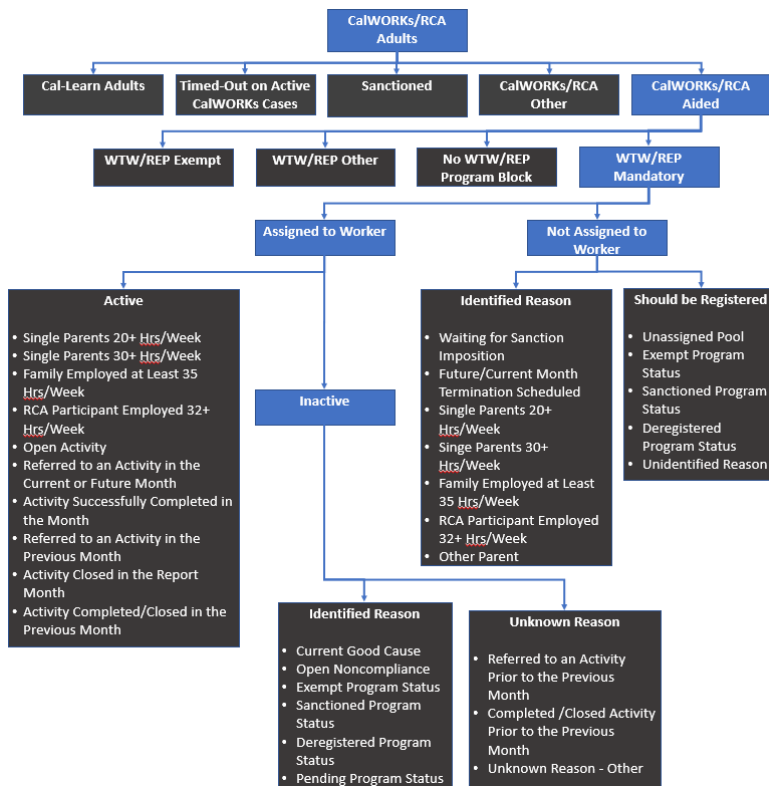 CalWORKs/RCA
Adults
Cal-Learn Adults
Timed-Out on Active
CalWORKs Cases
Sanctioned
CalWORKs/RCA
Other
CalWORKs/RCA
Aided
WTW/REP Exempt
WTW/REP Other
No WTW/REP
Program Block
WTW/REP
Mandatory
Assigned to Worker
Not Assigned to
Worker
Active
• Single Parents 20+ Hrs/Week
• Single Parents 30+ Hrs/Week
• Family Employed at Least 35
Hrs/Week
• RCA Participant Employed 32+
Hrs/Week
• Open Activity
• Referred to an Activity in the
Current or Future Month
• Activity Successfully Completed in
the Month
• Referred to an Activity in the
Previous Month
• Activity Closed in the Report
Month
• Activity Completed/Closed in the
Previous Month
Inactive
Identified Reason
• Waiting for Sanction
Imposition
• Future/Current Month
Termination Scheduled
• Single Parents 20+
Hrs/Week
• Singe Parents 30+
Hrs/Week
• Family Employed at Least
35 Hrs/Week
• RCA Participant Employed
32+ Hrs/Week
• Other Parent
Should be Registered
• Unassigned Pool
• Exempt Program
Status
• Sanctioned Program
Status
• Deregistered
Program Status
• Unidentified Reason
Identified Reason
• Current Good Cause
• Open Noncompliance
• Exempt Program Status
• Sanctioned Program
Status
• Deregistered Program
Status
• Pending Program Status
Unknown Reason
• Referred to an Activity
Prior to the Previous
Month
• Completed /Closed Activity
Prior to the Previous
Month
• Unknown Reason - Other